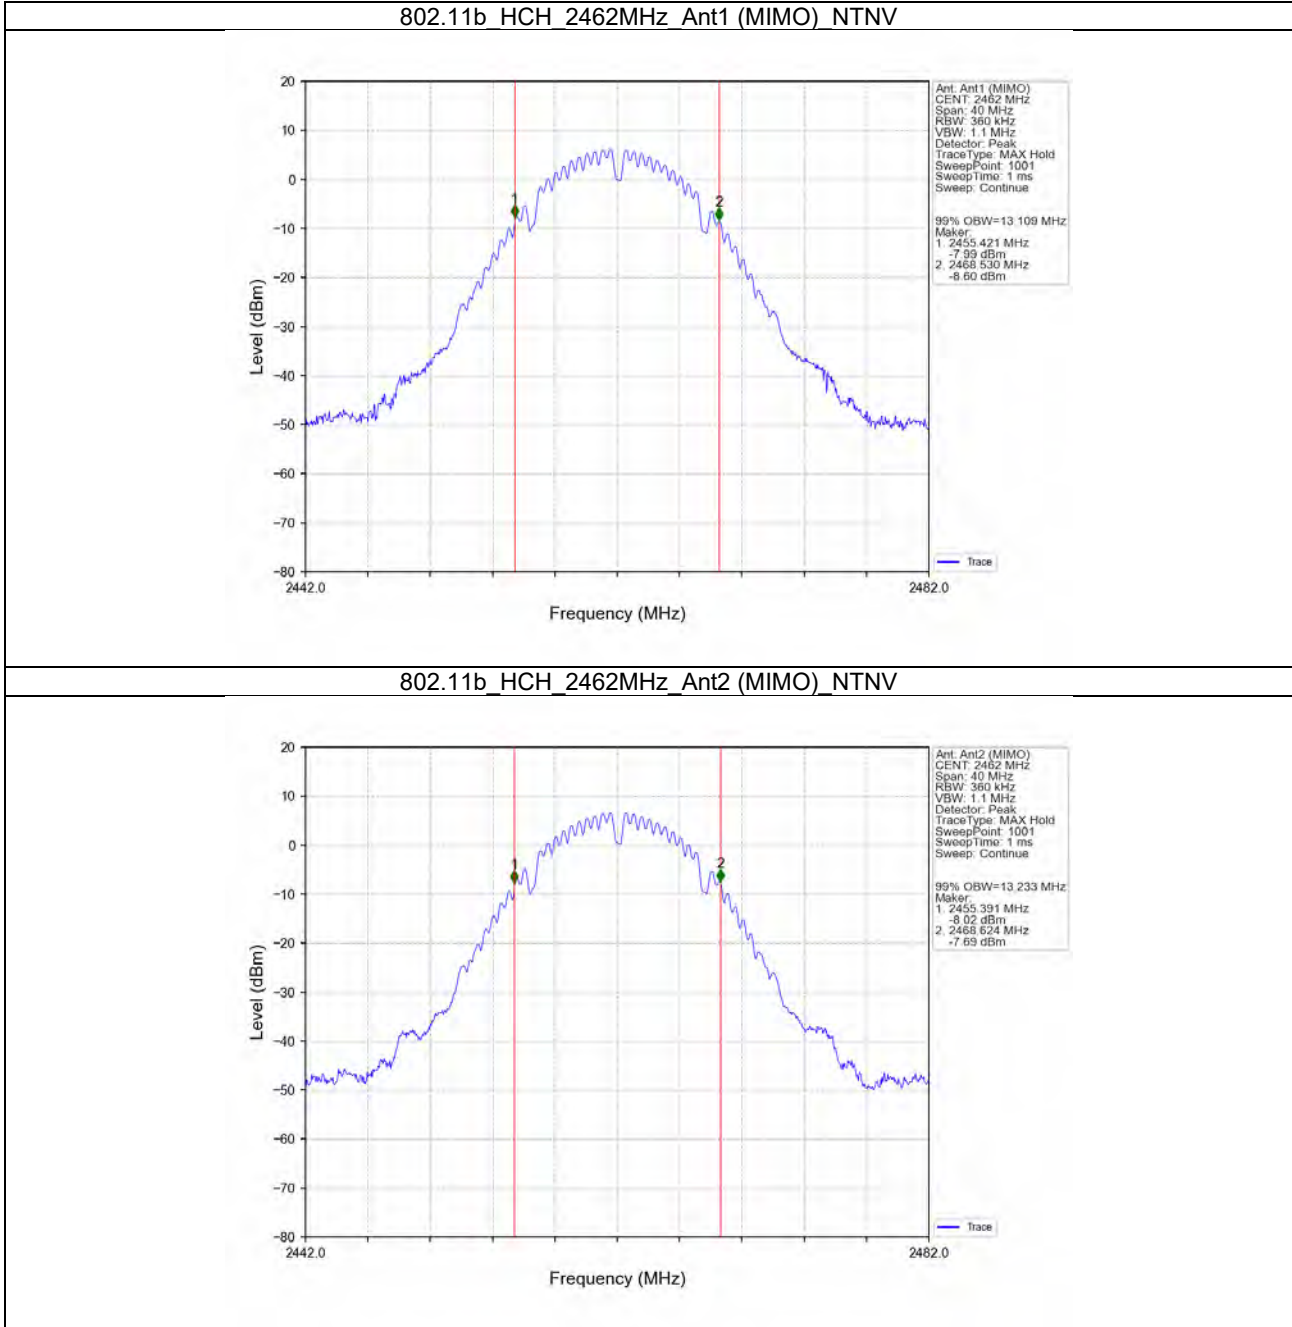 802.11b_HCH_2462MHz_Ant1 (MIMO)_NTNV
20
10
0
−10
−20
−30
−40
−50
−60
−70
−80
Level (dBm)
1
2
2442.0
2482.0
Frequency (MHz)
Ant: Ant1 (MIMO)
CENT: 2462 MHz
Span: 40 MHz
RBW: 360 kHz
VBW: 1.1 MHz
Detector: Peak
TraceType: MAX Hold
SweepPoint: 1001
SweepTime: 1 ms
Sweep: Continue
99% OBW=13.109 MHz
Maker:
1. 2455.421 MHz
-7.99 dBm
2. 2468.530 MHz
-8.60 dBm
Trace
802.11b_HCH_2462MHz_Ant2 (MIMO)_NTNV
20
10
0
−10
−20
−30
−40
−50
−60
−70
−80
Level (dBm)
1
2
2442.0
2482.0
Frequency (MHz)
Ant: Ant2 (MIMO)
CENT: 2462 MHz
Span: 40 MHz
RBW: 360 kHz
VBW: 1.1 MHz
Detector: Peak
TraceType: MAX Hold
SweepPoint: 1001
SweepTime: 1 ms
Sweep: Continue
99% OBW=13.233 MHz
Maker:
1. 2455.391 MHz
-8.02 dBm
2. 2468.624 MHz
-7.69 dBm
Trace